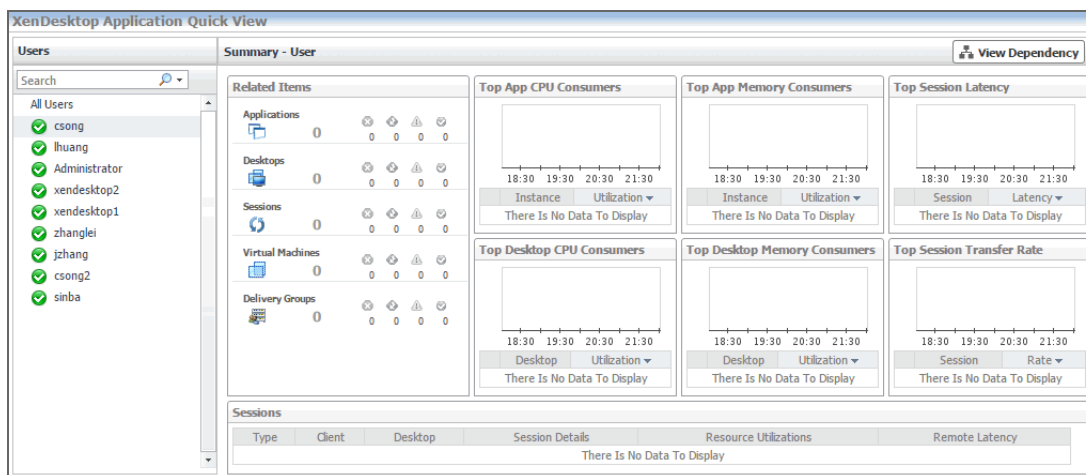 XenDesktop Application Quick View
Users
Search
All Users
csong
lhuang
Administrator
xendesktop2
xendesktop1
zhanglei
jzhang
csong2
sinba
Summary - User
View Dependency
Related Items
Applications
0
0 0 0 0
Desktops
0
0 0 0 0
Sessions
0
0 0 0 0
Virtual Machines
0
0 0 0 0
Delivery Groups
0
0 0 0 0
Top App CPU Consumers
18:30 19:30 20:30 21:30
Instance Utilization
There Is No Data To Display
Top App Memory Consumers
18:30 19:30 20:30 21:30
Instance Utilization
There Is No Data To Display
Top Session Latency
18:30 19:30 20:30 21:30
Session Latency
There Is No Data To Display
Top Desktop CPU Consumers
18:30 19:30 20:30 21:30
Desktop Utilization
There Is No Data To Display
Top Desktop Memory Consumers
18:30 19:30 20:30 21:30
Desktop Utilization
There Is No Data To Display
Top Session Transfer Rate
18:30 19:30 20:30 21:30
Session Rate
There Is No Data To Display
Sessions
Type Client Desktop Session Details Resource Utilizations Remote Latency
There Is No Data To Display